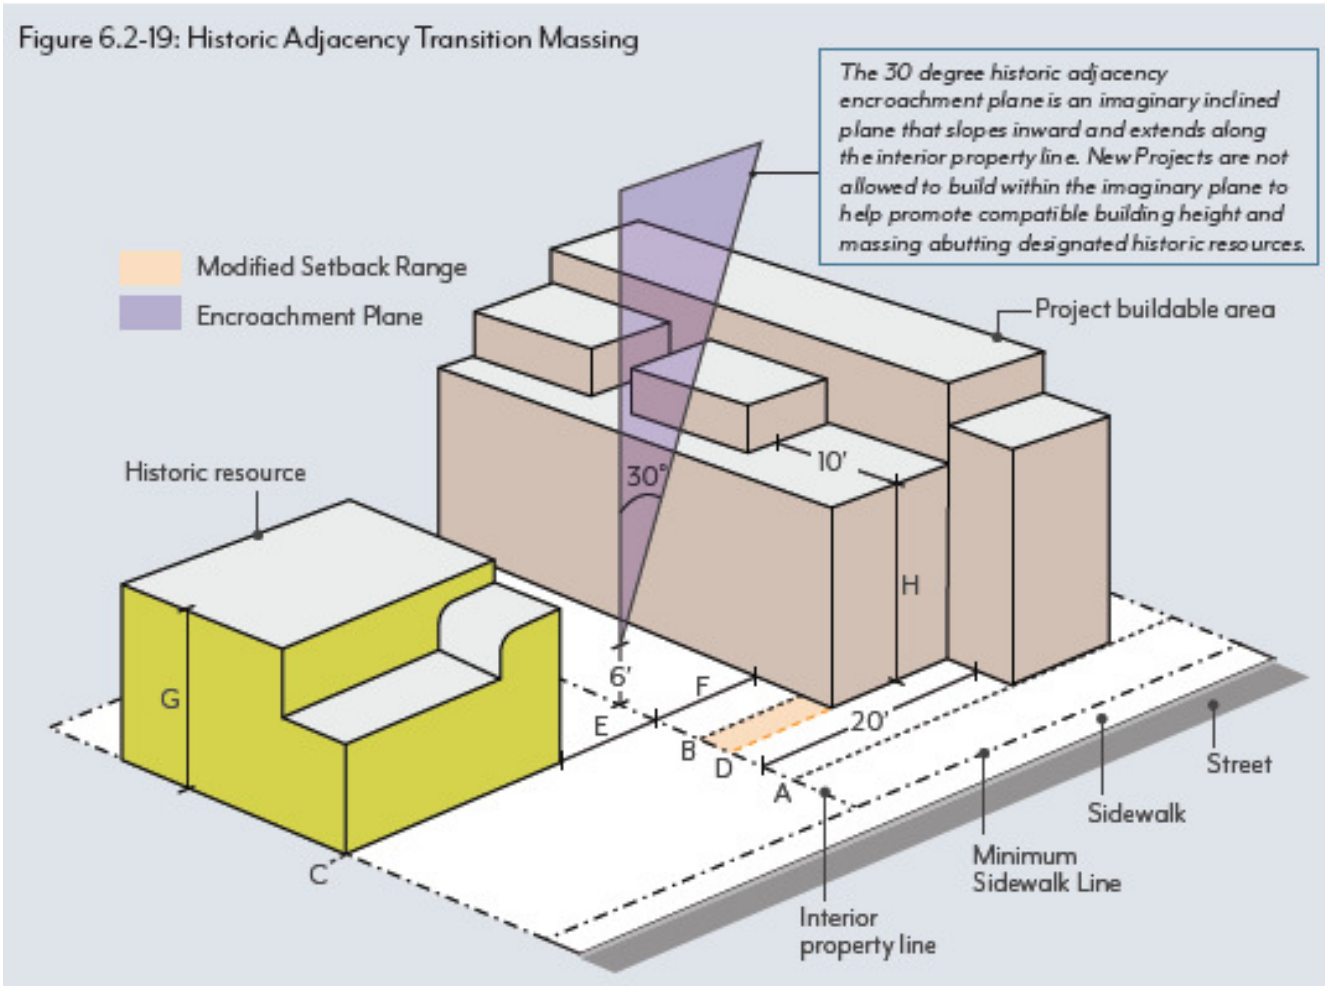 Figure 6.2-19: Historic Adjacency Transition Massing
The 30 degree historic adjacency
encroachment plane is an imaginary inclined
plane that slopes inward and extends along
the interior property line. New Projects are not
allowed to build within the imaginary plane to
help promote compatible building height and
massing abutting designated historic resources.
Modified Setback Range
Encroachment Plane
Project buildable area
Historic resource
10'
30°
H
G
6'
F
E
B
D
20'
A
C
Street
Sidewalk
Minimum
Sidewalk Line
Interior
property line